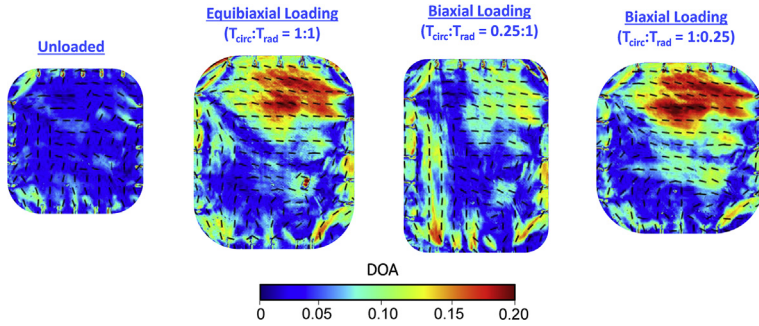 Unloaded
Equibiaxial Loading
(Tcirc:Trad = 1:1)
Biaxial Loading
(Tcirc:Trad = 0.25:1)
Biaxial Loading
(Tcirc:Trad = 1:0.25)
DOA
0 0.05 0.10 0.15 0.20